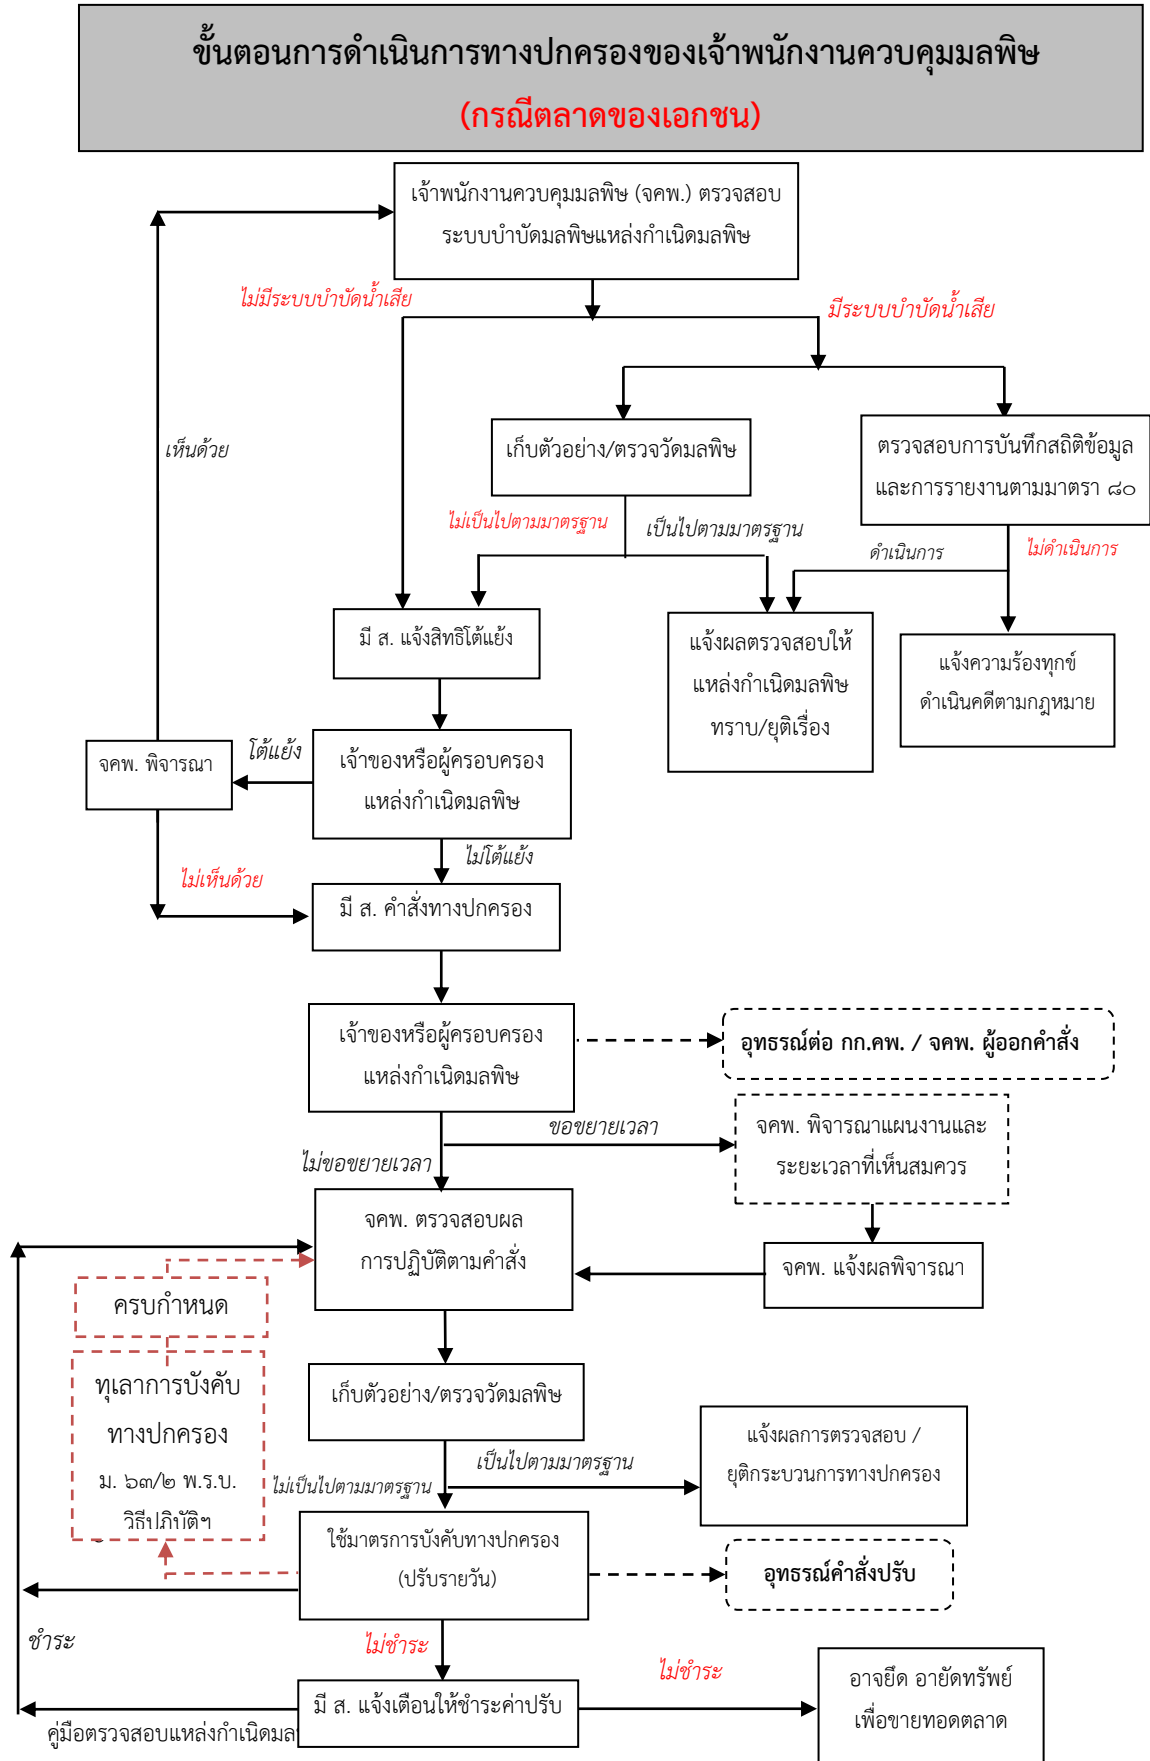 ขั้นตอนการดำเนินการทางปกครองของเจ้าพนักงานควบคุมมลพิษ
(กรณีตลาดของเอกชน)
เจ้าพนักงานควบคุมมลพิษ (จคพ.) ตรวจสอบ
ระบบบำบัดมลพิษแหล่งกำเนิดมลพิษ
ไม่มีระบบบำบัดน้ำเสีย
มีระบบบำบัดน้ำเสีย
เก็บตัวอย่าง/ตรวจวัดมลพิษ
ตรวจสอบการบันทึกสถิติข้อมูล
และการรายงานตามมาตรา ๘๐
เห็นด้วย
ไม่เป็นไปตามมาตรฐาน
เป็นไปตามมาตรฐาน
ดำเนินการ
ไม่ดำเนินการ
มี ส. แจ้งสิทธิโต้แย้ง
แจ้งผลตรวจสอบให้
แหล่งกำเนิดมลพิษ
ทราบ/ยุติเรื่อง
แจ้งความร้องทุกข์
ดำเนินคดีตามกฎหมาย
จคพ. พิจารณา
โต้แย้ง
เจ้าของหรือผู้ครอบครอง
แหล่งกำเนิดมลพิษ
ไม่โต้แย้ง
ไม่เห็นด้วย
มี ส. คำสั่งทางปกครอง
เจ้าของหรือผู้ครอบครอง
แหล่งกำเนิดมลพิษ
อุทธรณ์ต่อ กก.คพ. / จคพ. ผู้ออกคำสั่ง
ขอขยายเวลา
ไม่ขอขยายเวลา
จคพ. พิจารณาแผนงานและ
ระยะเวลาที่เห็นสมควร
จคพ. ตรวจสอบผล
การปฏิบัติตามคำสั่ง
จคพ. แจ้งผลพิจารณา
ครบกำหนด
ทุเลาการบังคับ
ทางปกครอง
ม. ๖๓/๒ พ.ร.บ.
วิธีปฏิบัติฯ
เก็บตัวอย่าง/ตรวจวัดมลพิษ
เป็นไปตามมาตรฐาน
ไม่เป็นไปตามมาตรฐาน
แจ้งผลการตรวจสอบ /
ยุติกระบวนการทางปกครอง
ใช้มาตรการบังคับทางปกครอง
(ปรับรายวัน)
อุทธรณ์คำสั่งปรับ
ชำระ
ไม่ชำระ
ไม่ชำระ
มี ส. แจ้งเตือนให้ชำระค่าปรับ
อาจยึด อายัดทรัพย์
เพื่อขายทอดตลาด
คู่มือตรวจสอบแหล่งกำเนิดมล